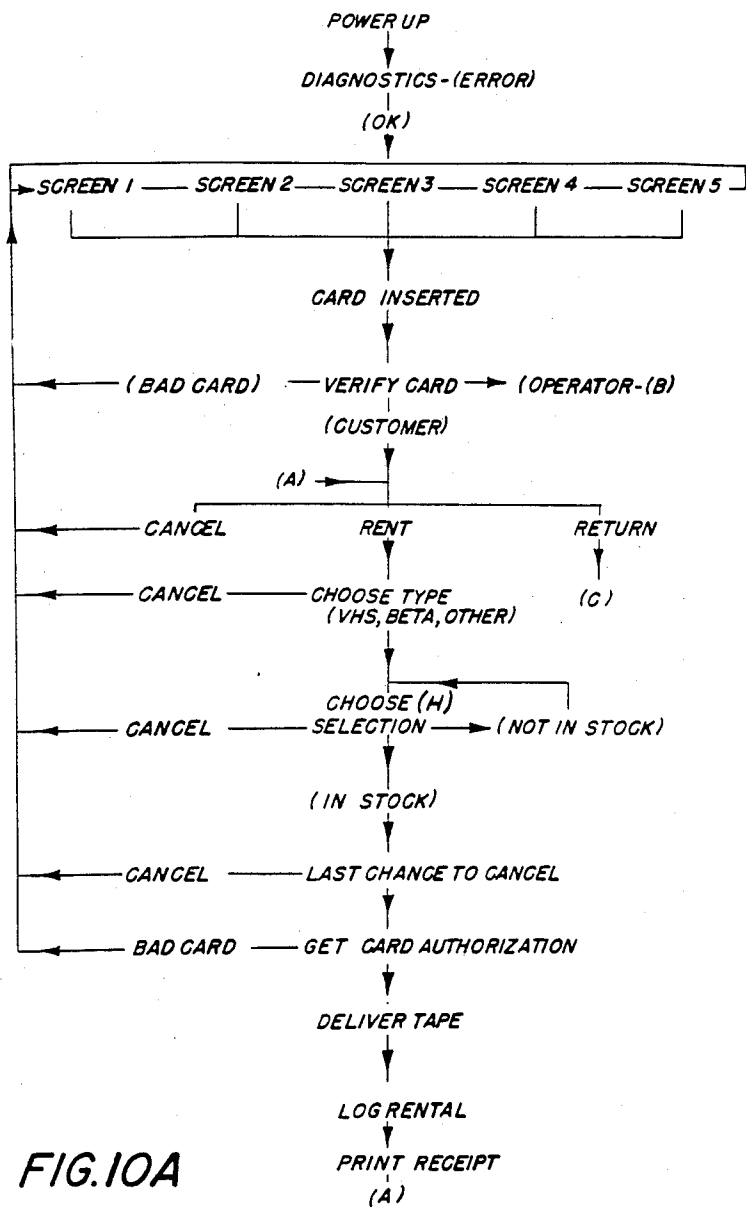 POWER UP
DIAGNOSTICS-(ERROR)
(OK)
SCREEN 1 SCREEN 2 SCREEN 3 SCREEN 4 SCREEN 5
CARD INSERTED
(BAD CARD) VERIFY CARD (OPERATOR-(B)
(CUSTOMER)
(A)
CANCEL RENT RETURN
CANCEL CHOOSE TYPE (C)
(VHS, BETA, OTHER)
CHOOSE (H)
CANCEL SELECTION (NOT IN STOCK)
(IN STOCK)
CANCEL LAST CHANCE TO CANCEL
BAD CARD GET CARD AUTHORIZATION
DELIVER TAPE
LOG RENTAL
PRINT RECEIPT
(A)
FIG.10A